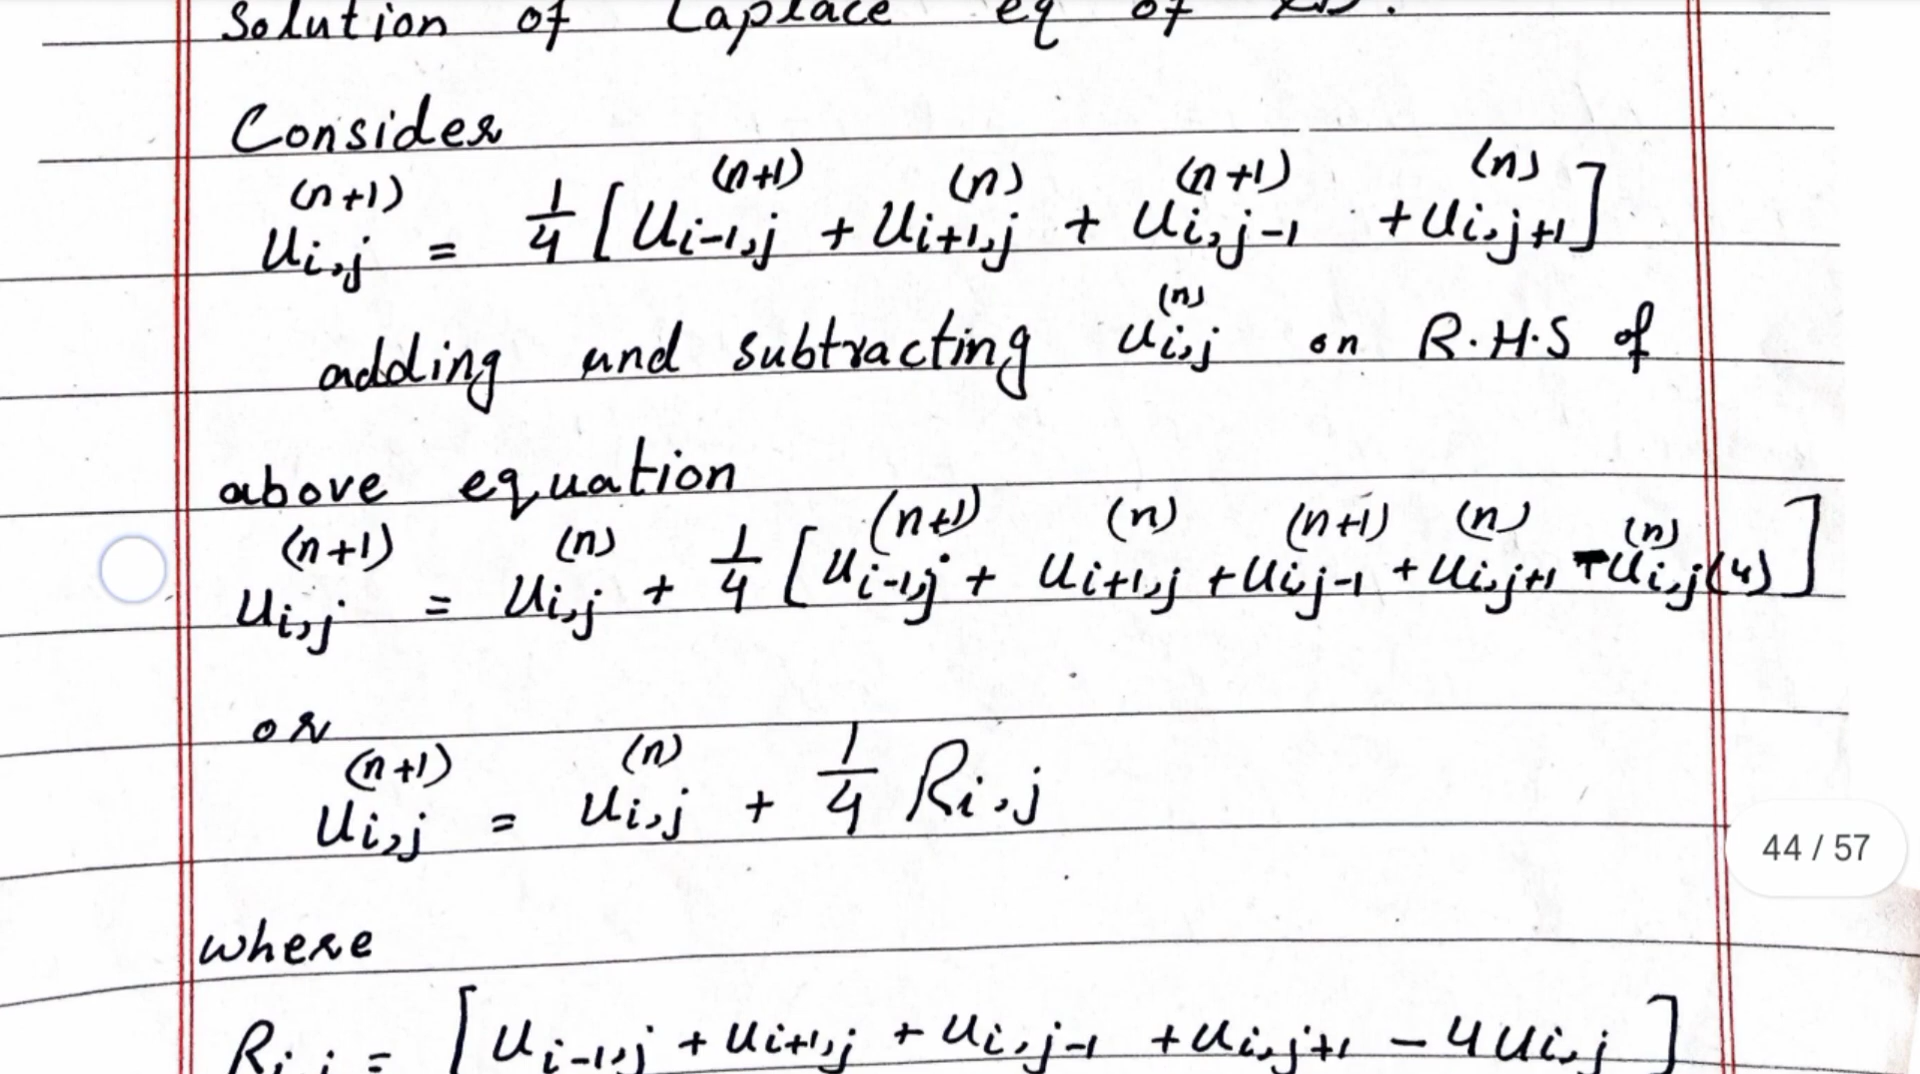 Solution of Laplace eq of 2D.
Consider
u_{i,j}^{(n+1)} = 1/4 [u_{i-1,j}^{(n+1)} + u_{i+1,j}^{(n)} + u_{i,j-1}^{(n+1)} + u_{i,j+1}^{(n)}]
adding and subtracting u_{i,j}^{(n)} on R.H.S of
above equation
u_{i,j}^{(n+1)} = u_{i,j}^{(n)} + 1/4 [u_{i-1,j}^{(n+1)} + u_{i+1,j}^{(n)} + u_{i,j-1}^{(n+1)} + u_{i,j+1}^{(n)} - u_{i,j}^{(n)}(4)]
or
u_{i,j}^{(n+1)} = u_{i,j}^{(n)} + 1/4 R_{i,j}
44 / 57
where
R_{i,j} = [u_{i-1,j} + u_{i+1,j} + u_{i,j-1} + u_{i,j+1} - 4u_{i,j}]